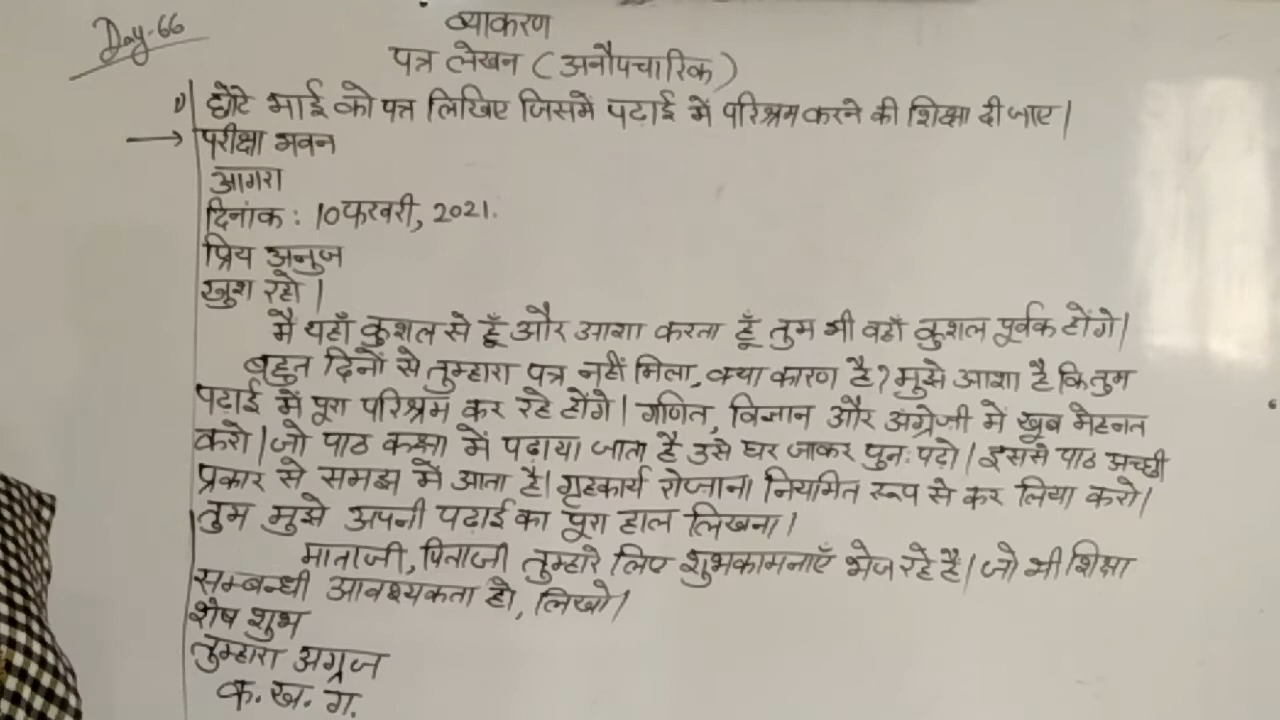 Day-66
व्याकरण
पत्र लेखन (अनौपचारिक)
1) छोटे भाई को पत्र लिखिए जिसमें पढ़ाई में परिश्रम करने की शिक्षा दी जाए।
→ परीक्षा भवन
आगरा
दिनांक: 10 फरवरी, 2021.
प्रिय अनुज
खुश रहो।
मै यहाँ कुशल से हूँ और आशा करता हूँ तुम भी वहाँ कुशल पूर्वक होंगे।
बहुत दिनों से तुम्हारा पत्र नहीं मिला, क्या कारण है? मुझे आशा है कि तुम
पढ़ाई में पूरा परिश्रम कर रहे होंगे। गणित, विज्ञान और अंग्रेजी में खूब मेहनत
करो। जो पाठ कक्षा में पढ़ाया जाता है उसे घर जाकर पुनः पढ़ो। इससे पाठ अच्छी
प्रकार से समझ में आता है। गृहकार्य रोजाना नियमित रूप से कर लिया करो।
तुम मुझे अपनी पढ़ाई का पूरा हाल लिखना।
माताजी, पिताजी तुम्हारे लिए शुभकामनाएँ भेज रहे है। जो भी शिक्षा
सम्बन्धी आवश्यकता हो, लिखो।
शेष शुभ
तुम्हारा अग्रज
क. ख. ग.